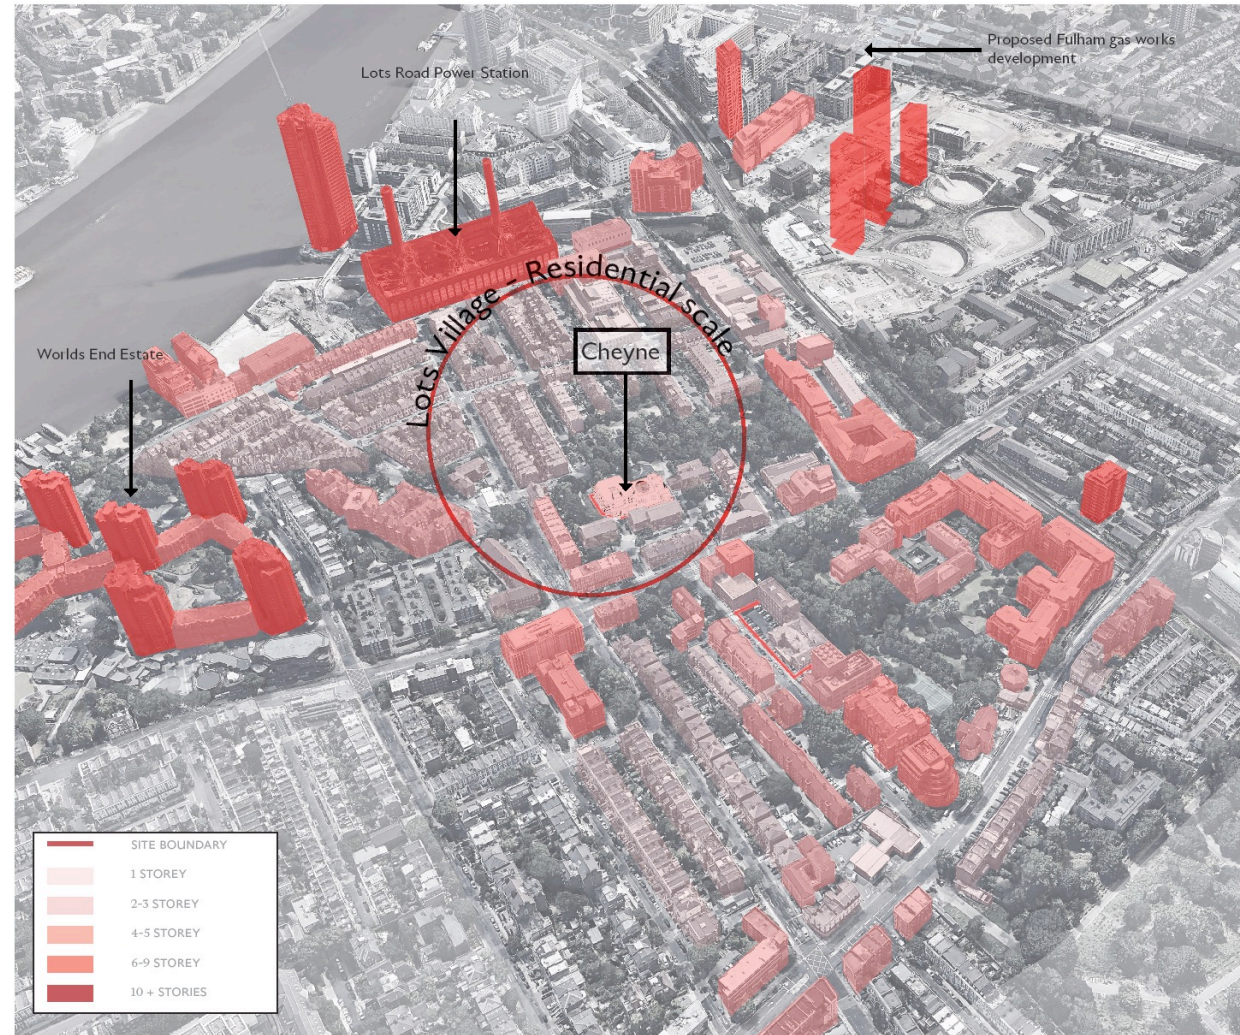 Proposed Fulham gas works
development
Lots Road Power Station
Lots Village - Residential scale
Cheyne
Worlds End Estate
SITE BOUNDARY
1 STOREY
2-3 STOREY
4-5 STOREY
6-9 STOREY
10 + STORIES